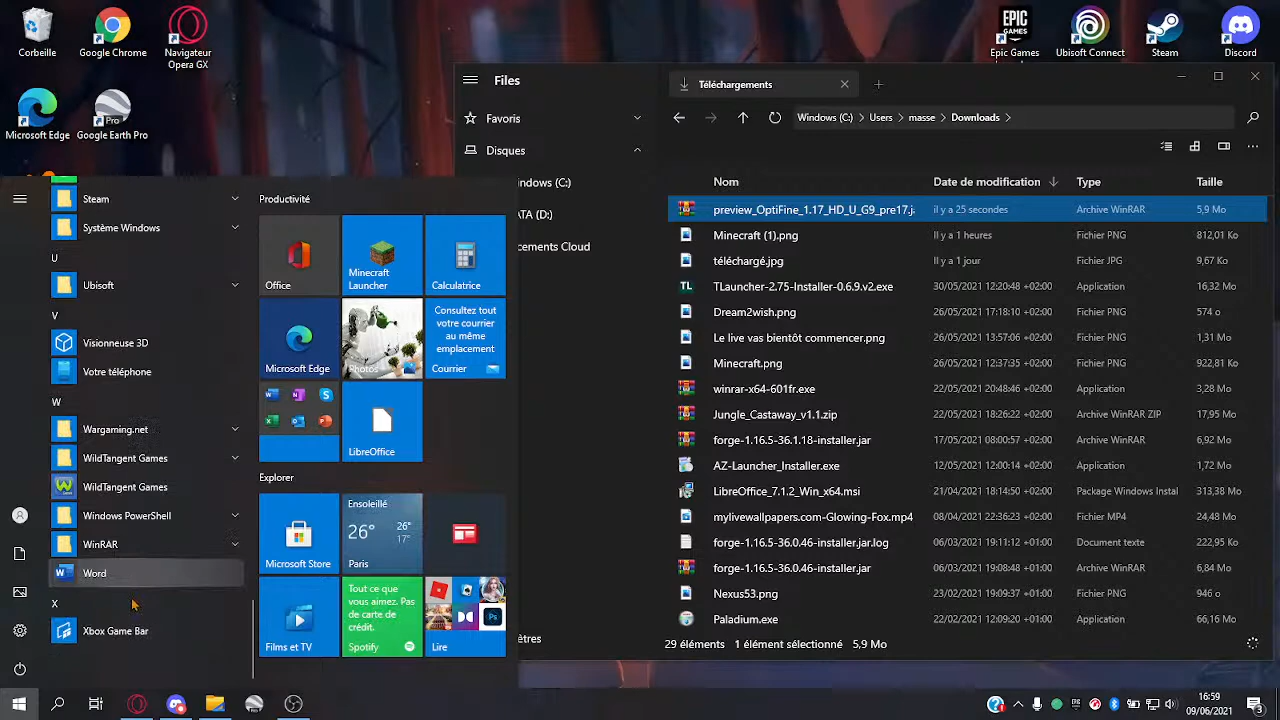 Corbeille
Google Chrome
Navigateur
Opera GX
EPIC
GAMES
Epic Games
Ubisoft Connect
Steam
Discord
Microsoft Edge
Pro
Google Earth Pro
Files
Téléchargements
Favoris
Windows (C:)
Users
masse
Downloads
Disques
indows (C:)
ATA (D:)
cements Cloud
ètres
Nom
Date de modification
Type
Taille
preview_OptiFine_1.17_HD_U_G9_pre17.j
il y a 25 secondes
Archive WinRAR
5,9 Mo
Minecraft (1).png
Il y a 1 heures
Fichier PNG
812,01 Ko
téléchargé.jpg
Il y a 1 jour
Fichier JPG
9,67 Ko
TL
TLauncher-2.75-Installer-0.6.9.v2.exe
30/05/2021 12:20:48 +02:00
Application
16,32 Mo
Dream2wish.png
26/05/2021 17:18:10 +02:00
Fichier PNG
574 o
Le live vas bientôt commencer.png
26/05/2021 13:57:06 +02:00
Fichier PNG
1,31 Mo
Minecraft.png
26/05/2021 12:37:35 +02:00
Fichier PNG
922,81 Ko
winrar-x64-601fr.exe
22/05/2021 20:48:46 +02:00
Application
3,28 Mo
Jungle_Castaway_v1.1.zip
22/05/2021 18:26:22 +02:00
Archive WinRAR ZIP
17,95 Mo
forge-1.16.5-36.1.18-installer.jar
17/05/2021 08:00:57 +02:00
Archive WinRAR
6,92 Mo
AZ-Launcher_Installer.exe
12/05/2021 12:00:14 +02:00
Application
1,72 Mo
LibreOffice_7.1.2_Win_x64.msi
21/04/2021 18:14:50 +02:00
ackage Windows Instal
313,38 Mo
mylivewallpapers.com-Glowing-Fox.mp4
08/04/2021 22:36:23 +02:00
Fichier MP4
24,48 Mo
forge-1.16.5-36.0.46-installer.jar.log
06/03/2021 19:11:12 +01:00
Document texte
222,95 Ko
forge-1.16.5-36.0.46-installer.jar
06/03/2021 19:08:48 +01:00
Archive WinRAR
6,84 Mo
Nexus53.png
23/02/2021 19:09:37 +01:00
Fichier PNG
946 o
Paladium.exe
22/02/2021 12:09:20 +01:00
Application
66,16 Mo
29 éléments
1 élément sélectionné
5,9 Mo
Steam
Système Windows
U
Ubisoft
V
Visionneuse 3D
Votre téléphone
W
Wargaming.net
WildTangent Games
WildTangent Games
Windows PowerShell
WinRAR
Word
X
Xbox Game Bar
Productivité
Office
Minecraft
Launcher
Calculatrice
Microsoft Edge
Photos
Consultez tout
votre courrier
au même
emplacement
Courrier
LibreOffice
Explorer
Microsoft Store
Ensoleillé
26°
26°
17°
Paris
Films et TV
Tout ce que
vous aimez. Pas
de carte de
crédit.
Spotify
Ps
Lire
16:59
09/06/2021